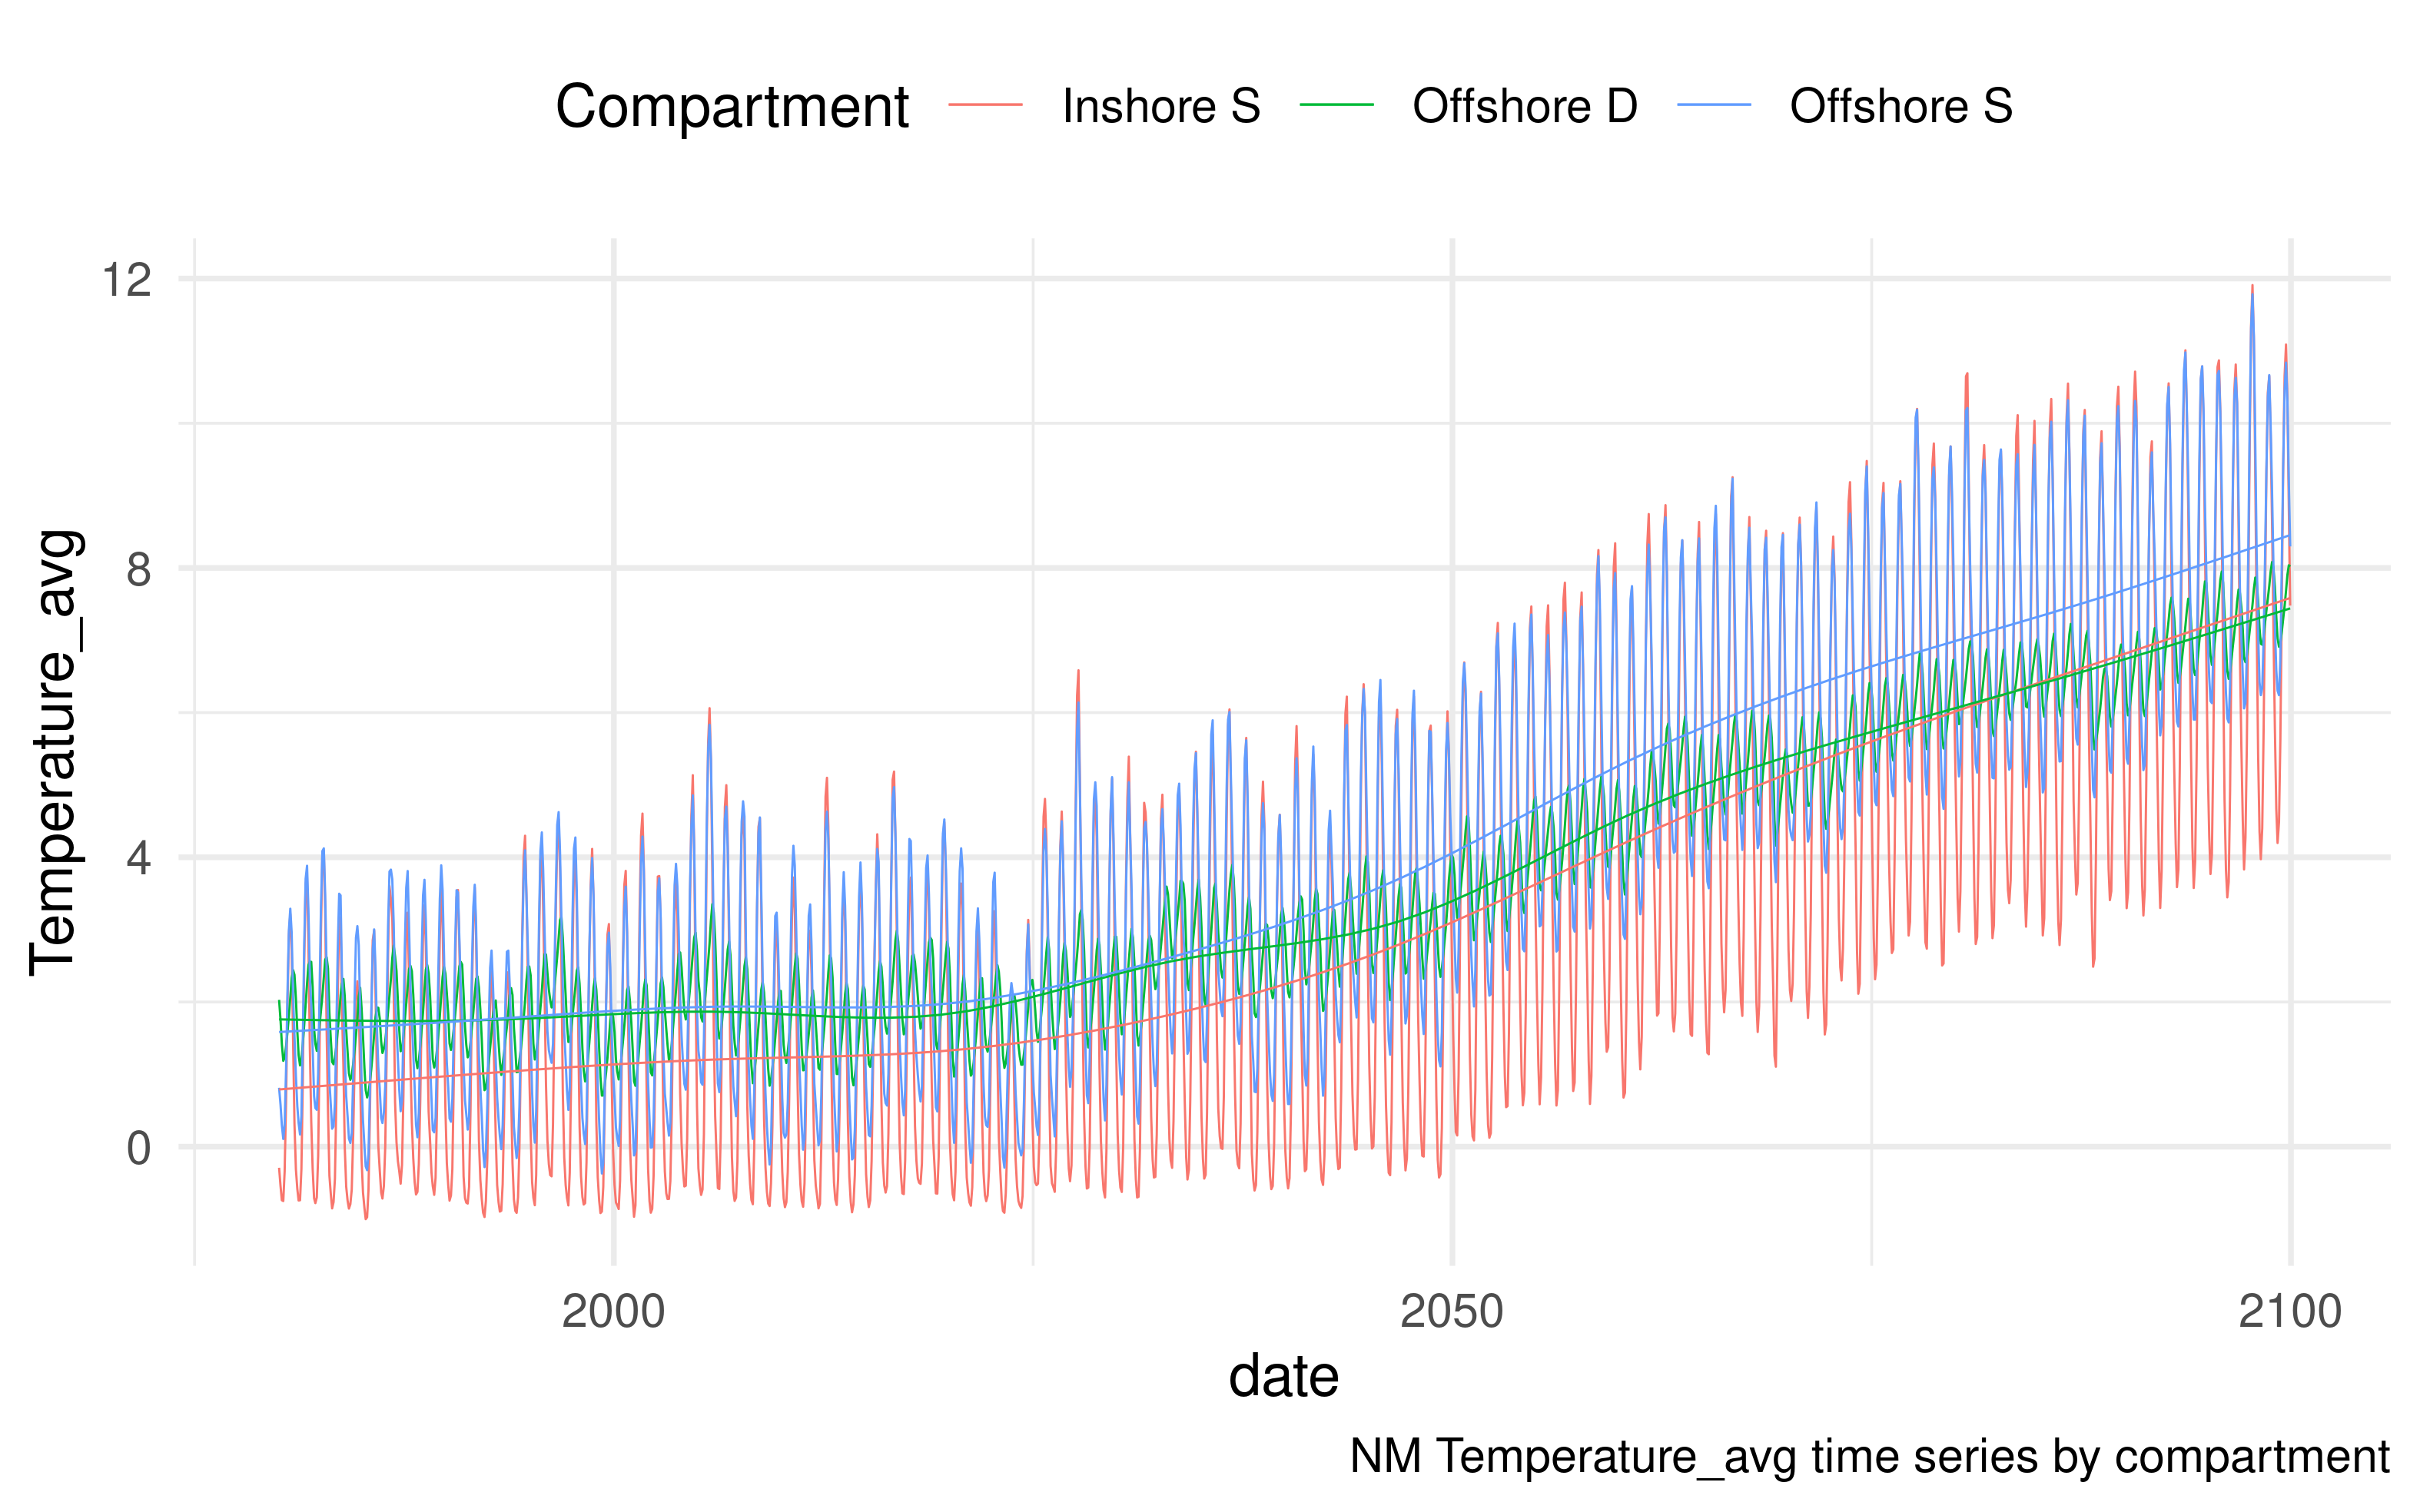 Compartment Inshore S Offshore D Offshore S
Temperature_avg
12
8
4
0
2000 2050 2100
date
NM Temperature_avg time series by compartment